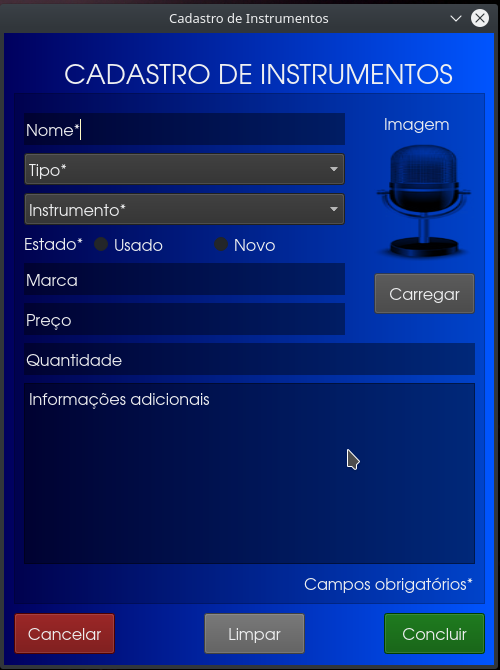 Cadastro de Instrumentos
CADASTRO DE INSTRUMENTOS
Nome*
Imagem
Tipo*
Instrumento*
Estado* Usado Novo
Marca
Carregar
Preço
Quantidade
Informações adicionais
Campos obrigatórios*
Cancelar Limpar Concluir